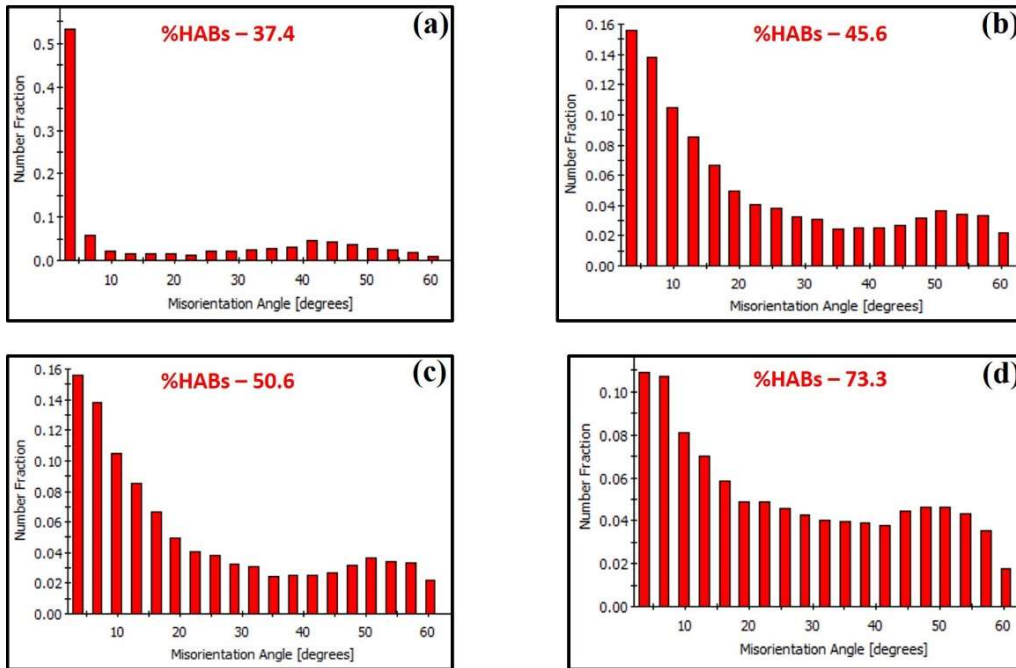 (a)
%HABs – 37.4
Number Fraction
0.5
0.4
0.3
0.2
0.1
0.0
10 20 30 40 50 60
Misorientation Angle [degrees]
(b)
%HABs – 45.6
Number Fraction
0.16
0.14
0.12
0.10
0.08
0.06
0.04
0.02
0.00
10 20 30 40 50 60
Misorientation Angle [degrees]
(c)
%HABs – 50.6
Number Fraction
0.16
0.14
0.12
0.10
0.08
0.06
0.04
0.02
0.00
10 20 30 40 50 60
Misorientation Angle [degrees]
(d)
%HABs – 73.3
Number Fraction
0.10
0.08
0.06
0.04
0.02
0.00
10 20 30 40 50 60
Misorientation Angle [degrees]